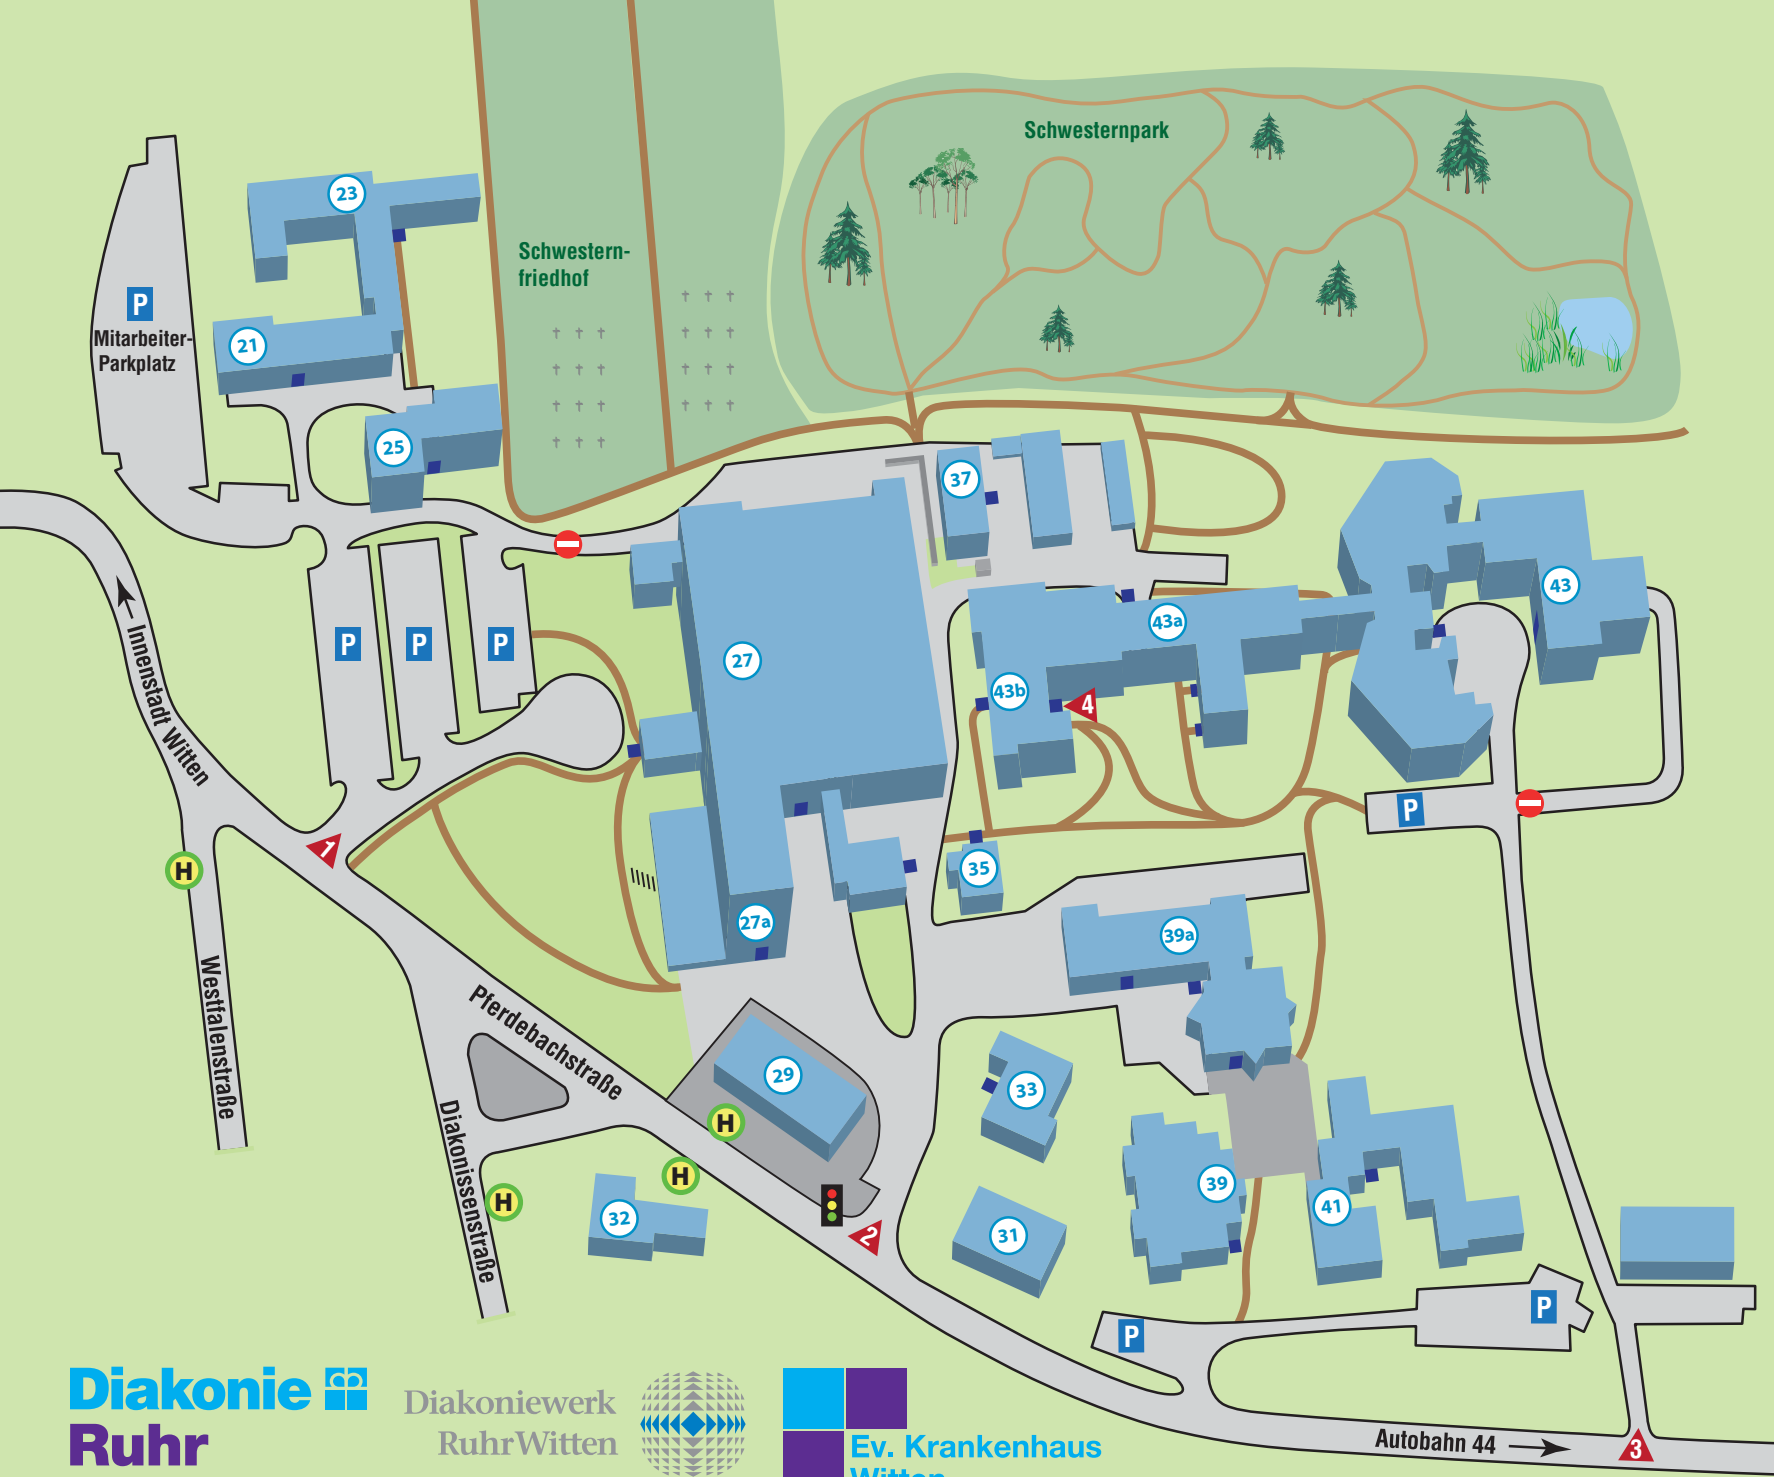 Schwesternpark
23
Schwestern-
friedhof
P
Mitarbeiter-
Parkplatz
21
25
37
43
43a
P
P
P
27
43b
4
Innenstadt Witten
P
1
H
35
27a
39a
Westfalenstraße
Pferdebachstraße
29
33
H
Diakonissenstraße
H
H
39
32
41
31
2
P
P
Diakonie
Ruhr
Diakoniewerk
RuhrWitten
Ev. Krankenhaus
Witten
Autobahn 44
3